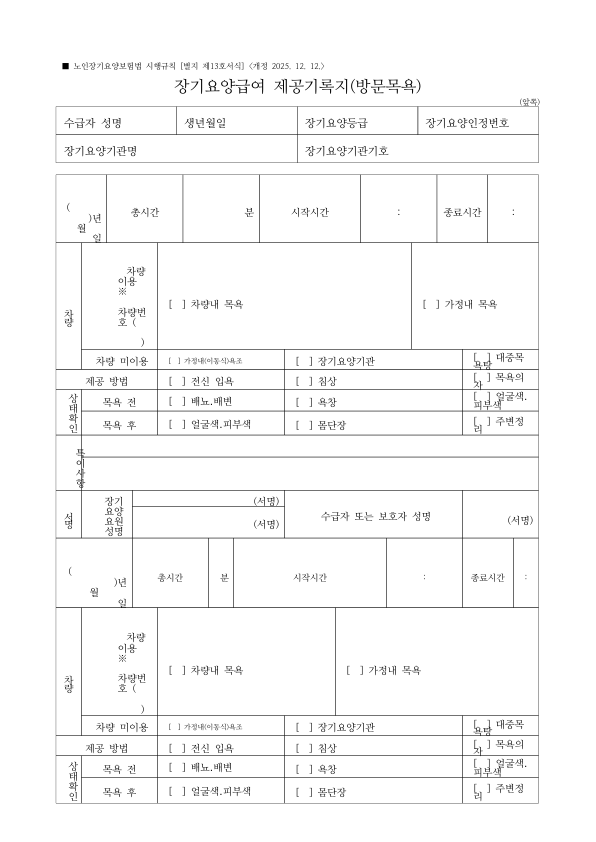 ■ 노인장기요양보험법 시행규칙 [별지 제13호서식] <개정 2025. 12. 12.>
장기요양급여 제공기록지(방문목욕)
(앞쪽)
수급자 성명 생년월일 장기요양등급 장기요양인정번호
장기요양기관명 장기요양기관기호
(
)년
월
일
총시간 분 시작시간 : 종료시간 :
차량
차량
이용
※
차량번
호 (
)
[ ] 차량내 목욕 [ ] 가정내 목욕
차량 미이용 [ ] 가정내(이동식)욕조 [ ] 장기요양기관 [ ] 대중목
욕탕
제공 방법 [ ] 전신 입욕 [ ] 침상 [ ] 목욕의
자
상태확인
목욕 전 [ ] 배뇨.배변 [ ] 욕창 [ ] 얼굴색.
피부색
목욕 후 [ ] 얼굴색.피부색 [ ] 몸단장 [ ] 주변정
리
특이사항
서명
장기
요양
요원
성명
(서명)
(서명)
수급자 또는 보호자 성명 (서명)
(
)년
월
일
총시간 분 시작시간 : 종료시간 :
차량
차량
이용
※
차량번
호 (
)
[ ] 차량내 목욕 [ ] 가정내 목욕
차량 미이용 [ ] 가정내(이동식)욕조 [ ] 장기요양기관 [ ] 대중목
욕탕
제공 방법 [ ] 전신 입욕 [ ] 침상 [ ] 목욕의
자
상태확인
목욕 전 [ ] 배뇨.배변 [ ] 욕창 [ ] 얼굴색.
피부색
목욕 후 [ ] 얼굴색.피부색 [ ] 몸단장 [ ] 주변정
리